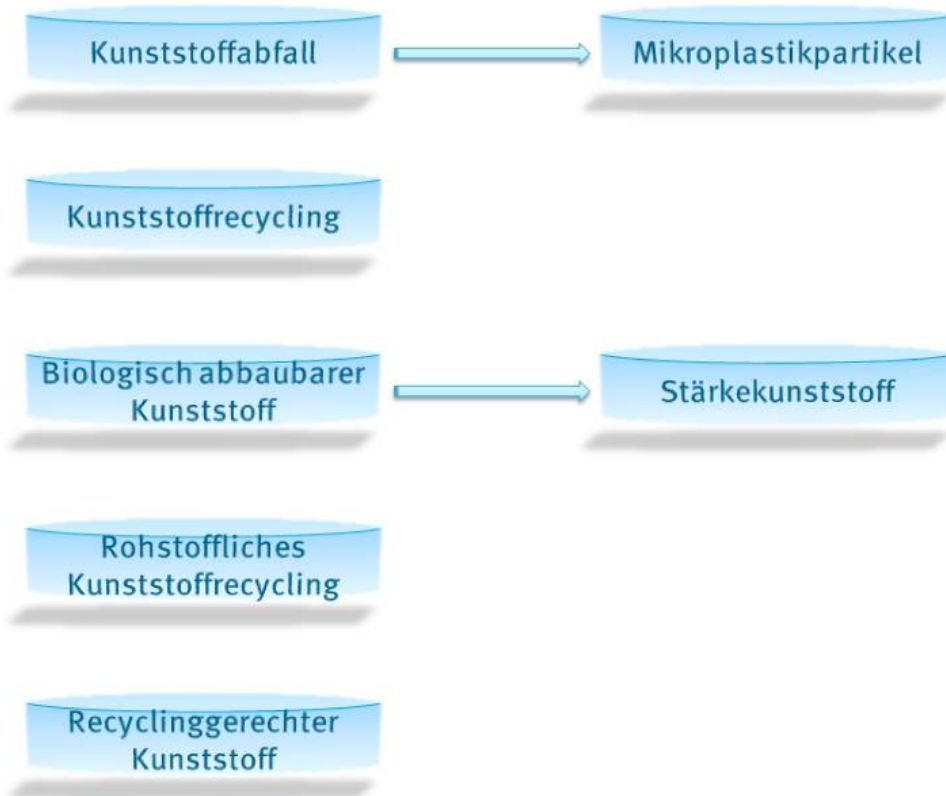 Kunststoffabfall
Mikroplastikpartikel
Kunststoffrecycling
Biologisch abbaubarer
Kunststoff
Stärkekunststoff
Rohstoffliches
Kunststoffrecycling
Recyclinggerechter
Kunststoff